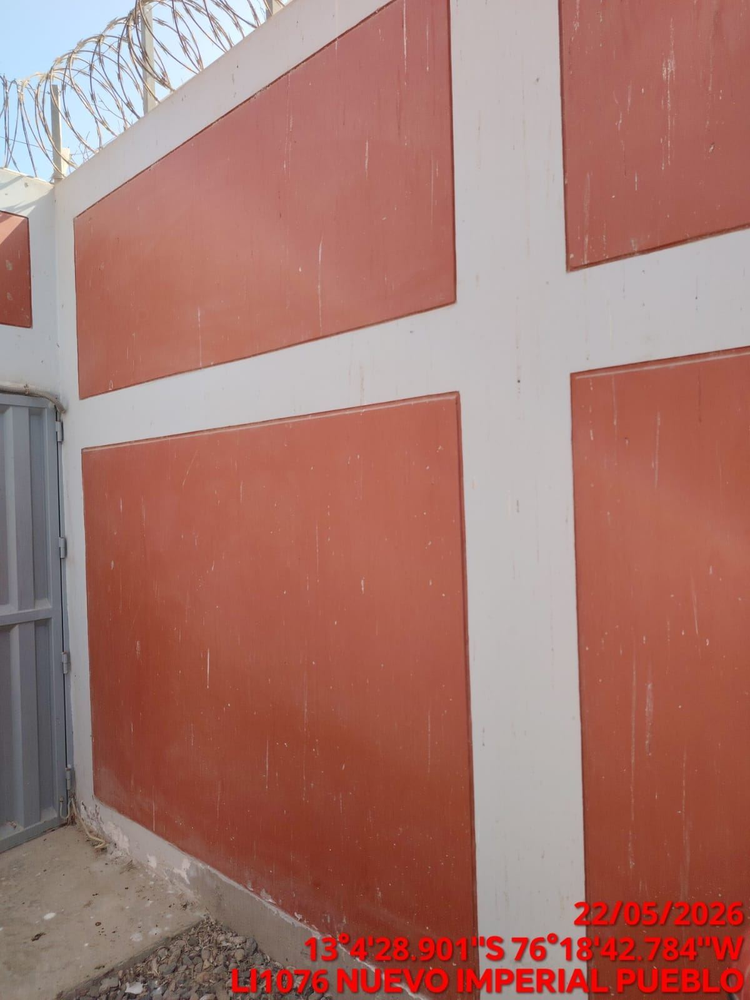 22/05/2026
13°4'28.901"S 76°18'42.784"W
LI1076 NUEVO IMPERIAL PUEBLO